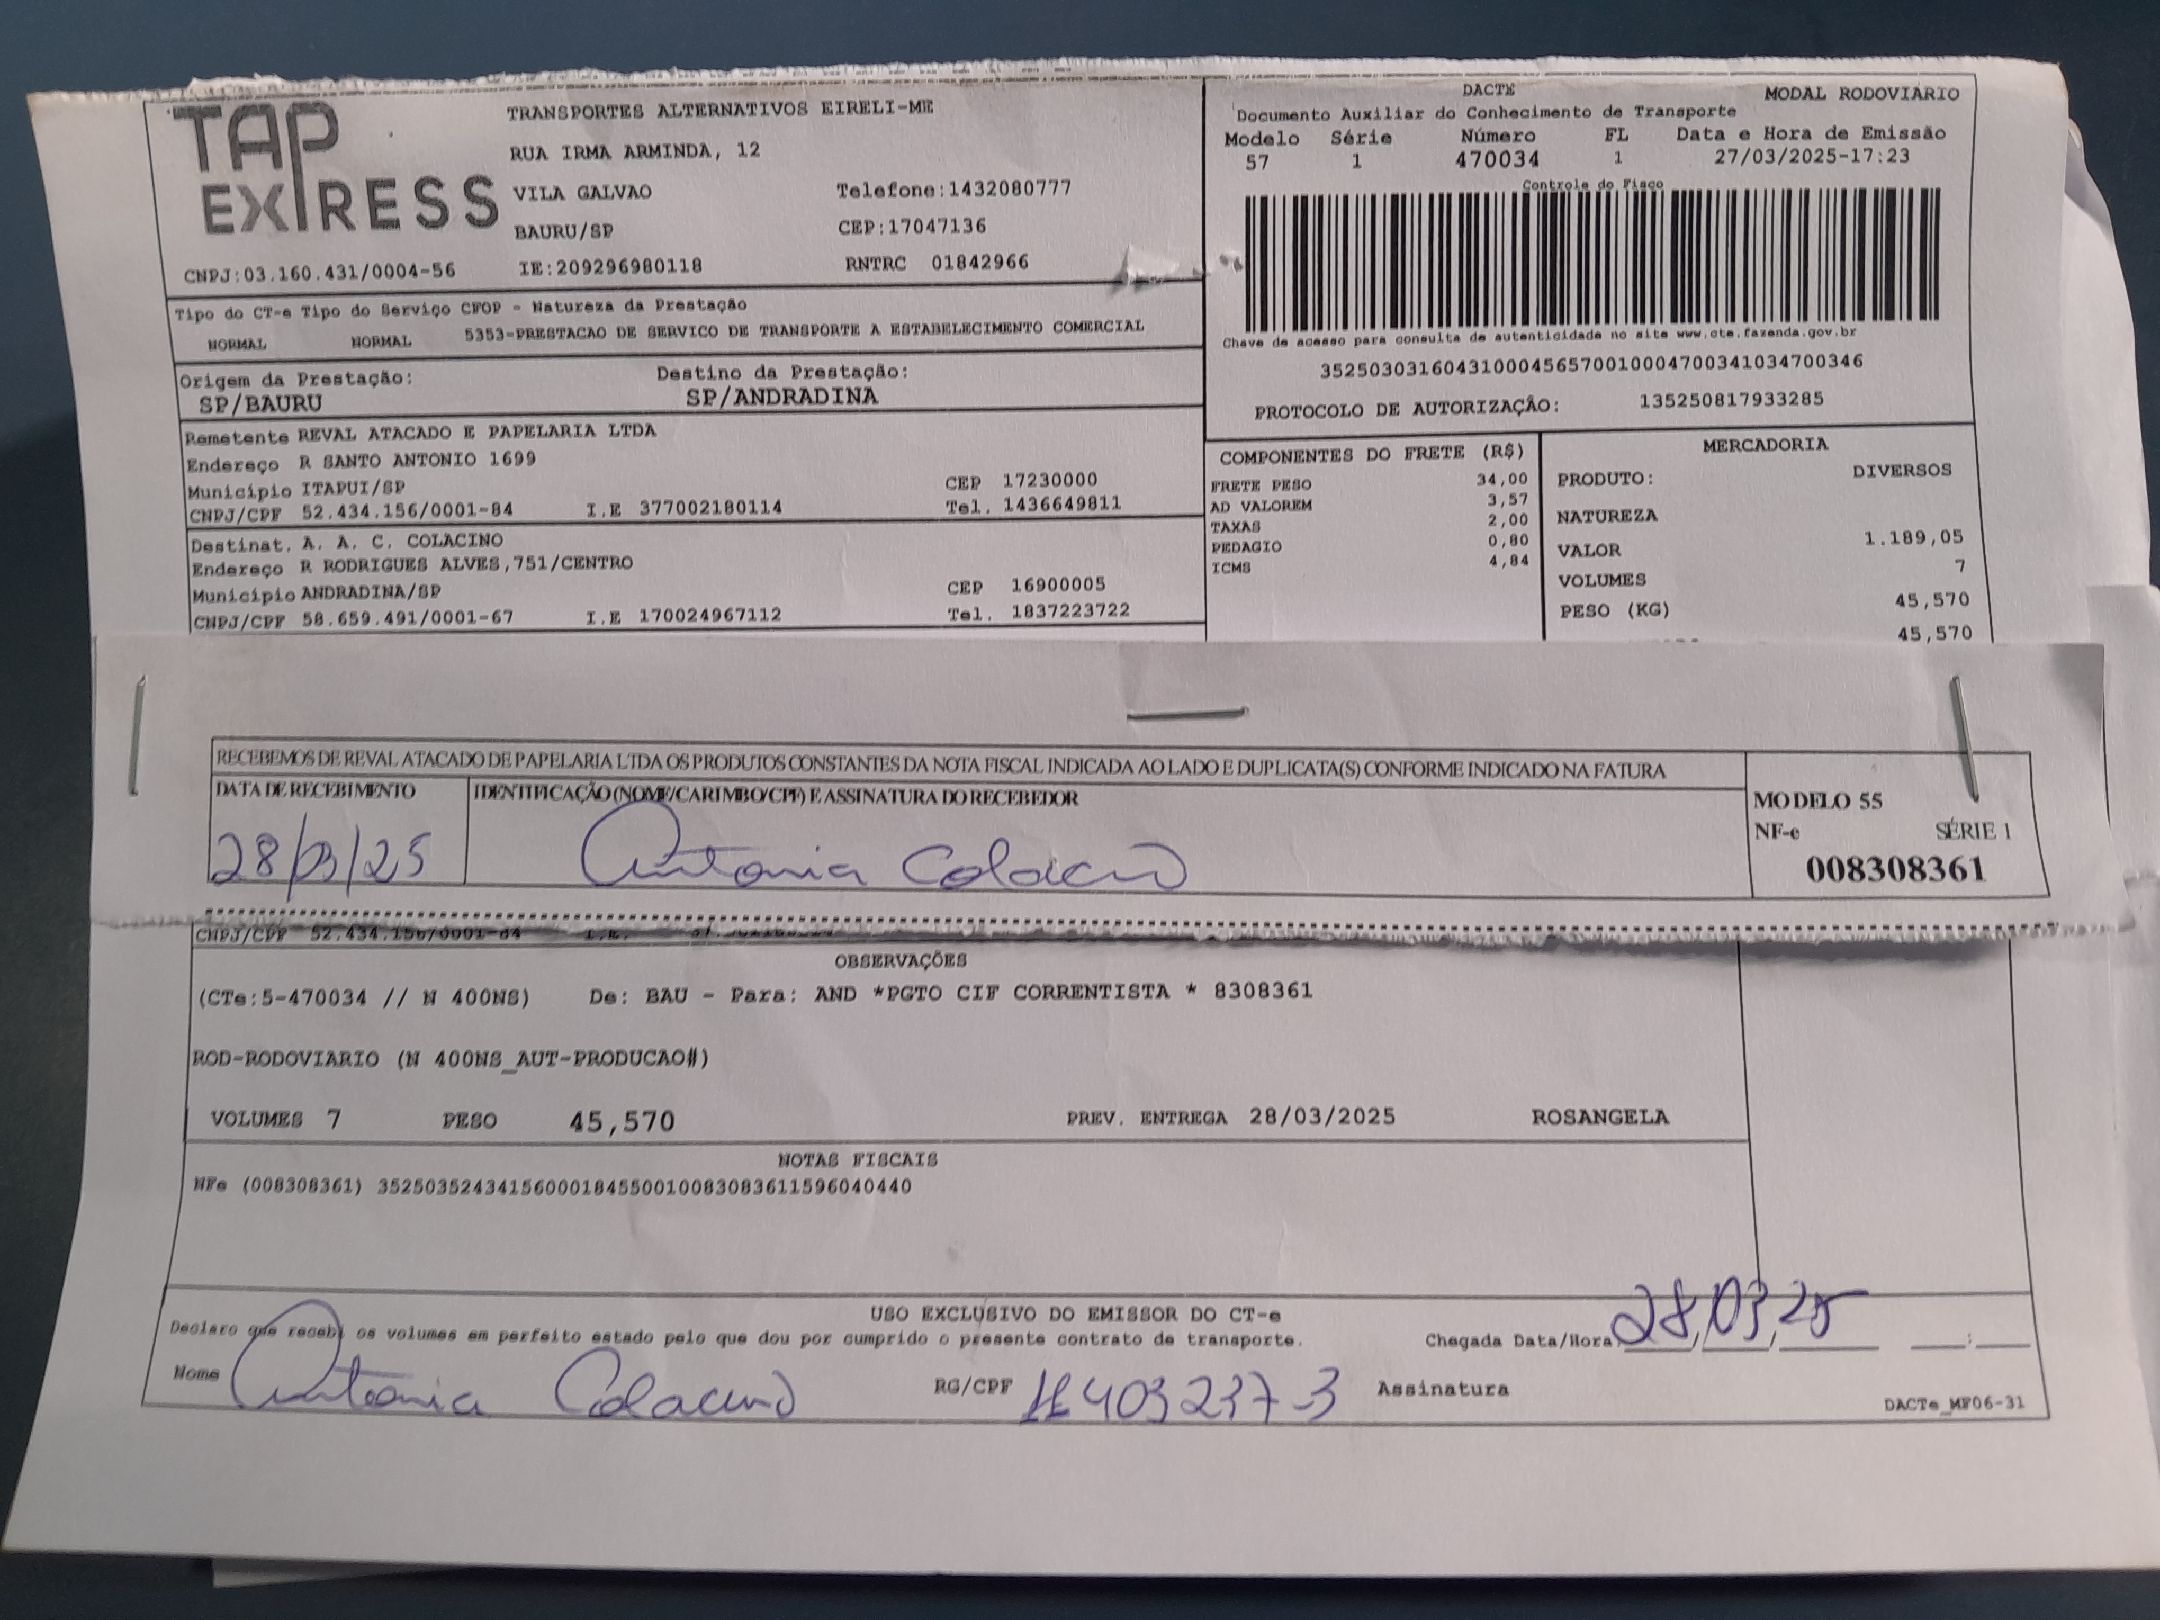 TAP EXPRESS
TRANSPORTES ALTERNATIVOS EIRELI-ME
RUA IRMA ARMINDA, 12
VILA GALVAO Telefone:1432080777
BAURU/SP CEP:17047136
CNPJ:03.160.431/0004-56 IE:209296980118 RNTRC 01842966
DACTE MODAL RODOVIARIO
Documento Auxiliar do Conhecimento de Transporte
Modelo Série Número FL Data e Hora de Emissão
57 1 470034 1 27/03/2025-17:23
Controle do Fisco
Chave de acesso para consulta de autenticidade no site www.cte.fazenda.gov.br
35250303160431000456570010004700341034700346
PROTOCOLO DE AUTORIZAÇÃO: 135250817933285
Tipo do CT-e Tipo do Serviço CFOP - Natureza da Prestação
NORMAL NORMAL 5353-PRESTACAO DE SERVICO DE TRANSPORTE A ESTABELECIMENTO COMERCIAL
Origem da Prestação: Destino da Prestação:
SP/BAURU SP/ANDRADINA
Remetente REVAL ATACADO E PAPELARIA LTDA
Endereço R SANTO ANTONIO 1699
Município ITAPUI/SP CEP 17230000
CNPJ/CPF 52.434.156/0001-84 I.E 377002180114 Tel. 1436649811
Destinat. A. A. C. COLACINO
Endereço R RODRIGUES ALVES,751/CENTRO
Município ANDRADINA/SP CEP 16900005
CNPJ/CPF 58.659.491/0001-67 I.E 170024967112 Tel. 1837223722
COMPONENTES DO FRETE (R$)
FRETE PESO 34,00
AD VALOREM 3,57
TAXAS 2,00
PEDAGIO 0,80
ICMS 4,84
MERCADORIA
PRODUTO: DIVERSOS
NATUREZA
VALOR 1.189,05
VOLUMES 7
PESO (KG) 45,570
45,570
RECEBEMOS DE REVAL ATACADO DE PAPELARIA LTDA OS PRODUTOS CONSTANTES DA NOTA FISCAL INDICADA AO LADO E DUPLICATA(S) CONFORME INDICADO NA FATURA
DATA DE RECEBIMENTO IDENTIFICAÇÃO (NOME/CARIMBO/CPF) E ASSINATURA DO RECEBEDOR
28/03/25 Antonia Colacino
MODELO 55
NF-e SÉRIE 1
008308361
CNPJ/CPF 52.434.156/0001-84 I.E.
OBSERVAÇÕES
(CTe:5-470034 // N 400NS) De: BAU - Para: AND *PGTO CIF CORRENTISTA * 8308361
ROD-RODOVIARIO (N 400NS_AUT-PRODUCAO#)
VOLUMES 7 PESO 45,570 PREV. ENTREGA 28/03/2025 ROSANGELA
NOTAS FISCAIS
NFe (008308361) 35250352434156000184550010083083611596040440
USO EXCLUSIVO DO EMISSOR DO CT-e
Declaro que recebi os volumes em perfeito estado pelo que dou por cumprido o presente contrato de transporte. Chegada Data/Hora 28,03,25
Nome Antonia Colacino RG/CPF 11403237-3 Assinatura
DACTe_MF06-31